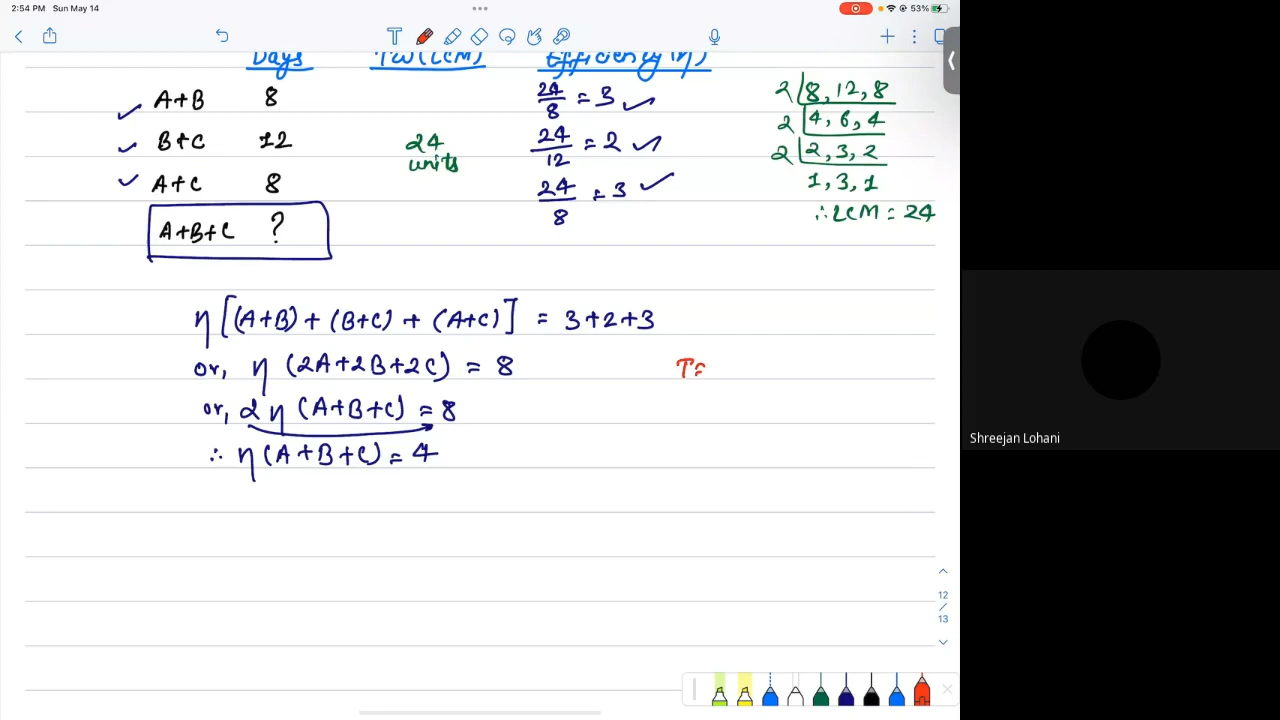 2:54 PM Sun May 14
53%
Days TW(LCM) Efficiency(η)
A+B 8 24/8 = 3
B+C 12 24 units 24/12 = 2
A+C 8 24/8 = 3
A+B+C ?
2 | 8, 12, 8
2 | 4, 6, 4
2 | 2, 3, 2
1, 3, 1
∴ LCM = 24
η [(A+B) + (B+C) + (A+C)] = 3+2+3
or, η (2A+2B+2C) = 8
T=
or, 2 η (A+B+C) = 8
∴ η (A+B+C) = 4
Shreejan Lohani
12
/
13